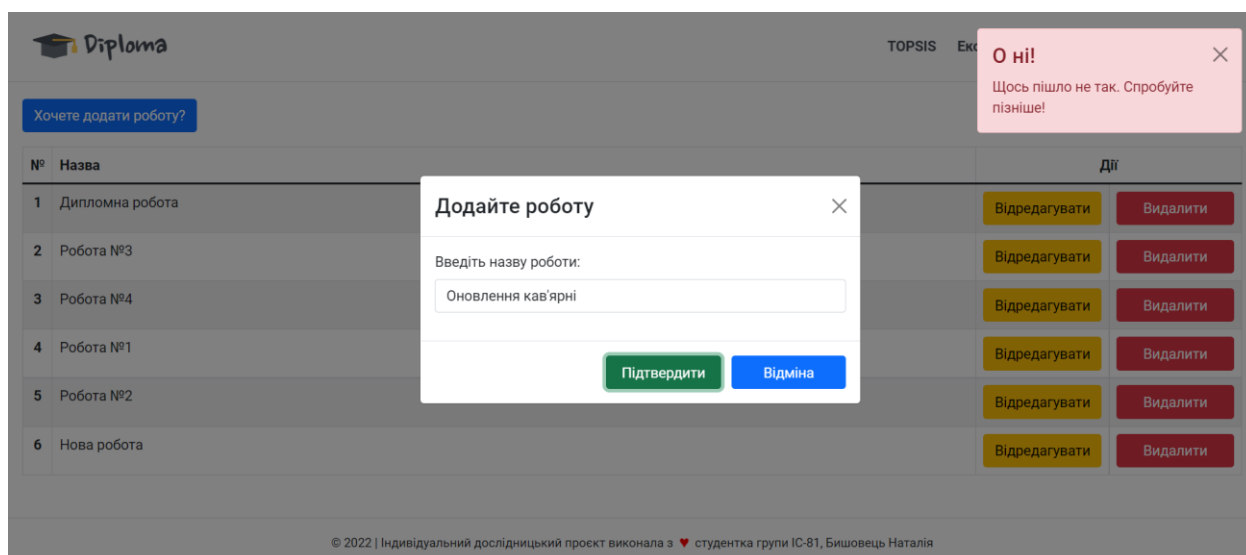 Diploma
TOPSIS
О ні!
Щось пішло не так. Спробуйте
пізніше!
Хочете додати роботу?
№ Назва Дії
1 Дипломна робота Відредагувати Видалити
2 Робота №3 Відредагувати Видалити
3 Робота №4 Відредагувати Видалити
4 Робота №1 Відредагувати Видалити
5 Робота №2 Відредагувати Видалити
6 Нова робота Відредагувати Видалити
Додайте роботу
Введіть назву роботи:
Оновлення кав'ярні
Підтвердити Відміна
© 2022 | Індивідуальний дослідницький проєкт виконала з ♥ студентка групи ІС-81, Бишовець Наталія